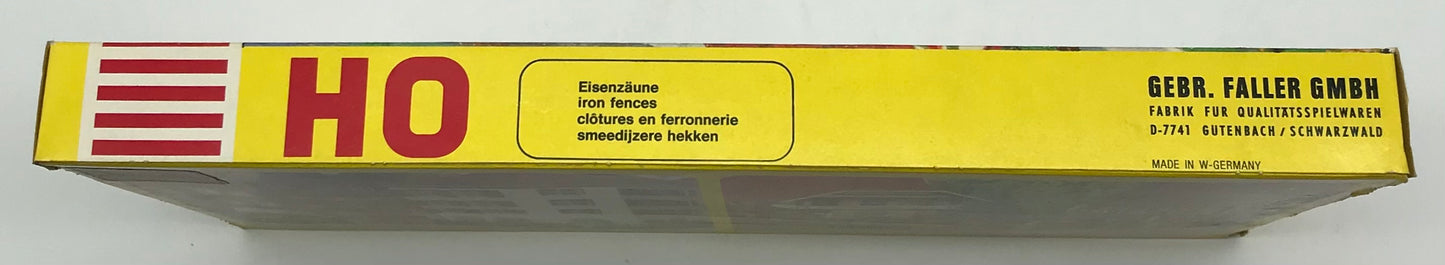 HO
Eisenzäune
iron fences
clôtures en ferronnerie
smeedijzere hekken
GEBR. FALLER GMBH
FABRIK FÜR QUALITÄTSSPIELWAREN
D-7741 GÜTENBACH / SCHWARZWALD
MADE IN W-GERMANY